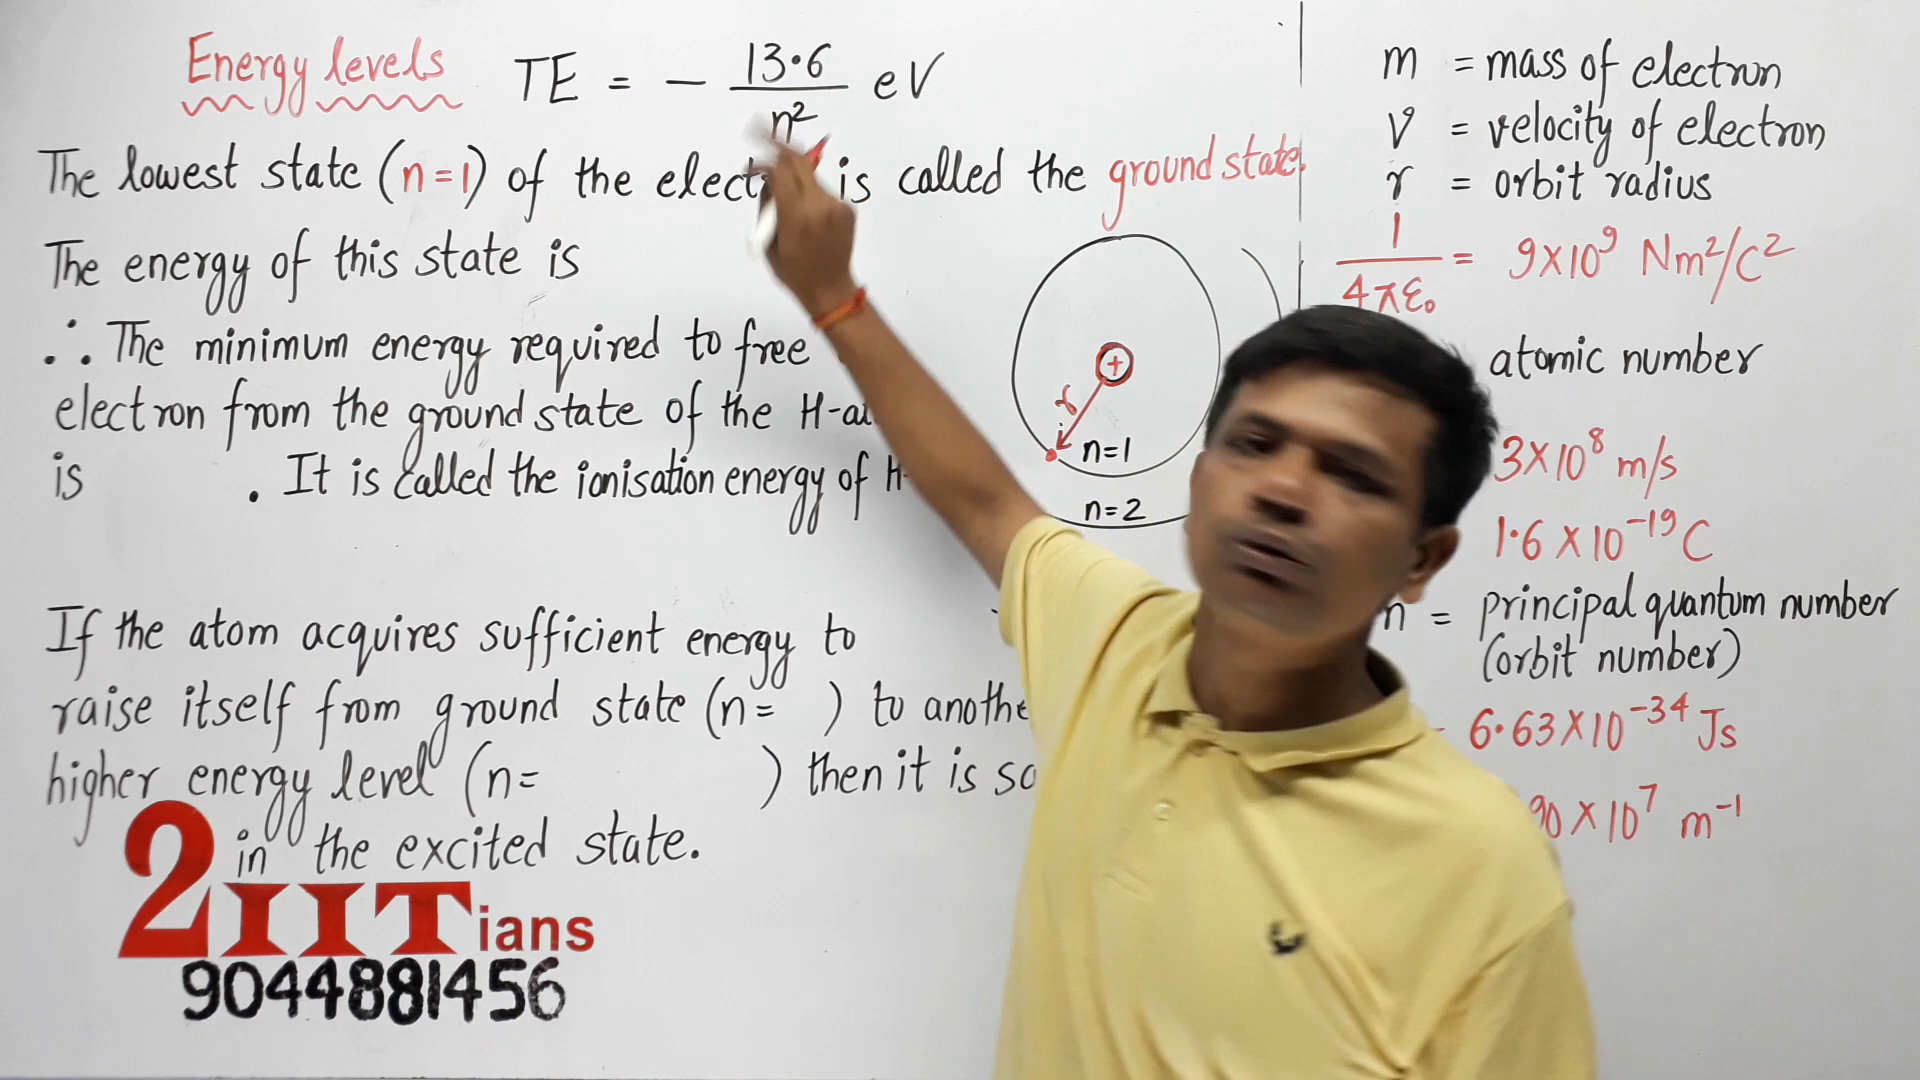 Energy levels TE = - 13.6 / n² eV
The lowest state (n=1) of the is called the ground state.
The energy of this state is
∴ The minimum energy required to free
electron from the ground state of the H-
is . It is called the ionisation energy of H-
If the atom acquires sufficient energy to
raise itself from ground state (n= ) to
higher energy level (n= ) then it is
in the excited state.
+
r
n=1
n=2
m = mass of electron
v = velocity of electron
r = orbit radius
1 / 4πε₀ = 9×10⁹ Nm²/C²
atomic number
3×10⁸ m/s
1.6×10⁻¹⁹ C
n = principal quantum number
(orbit number)
6.63×10⁻³⁴ Js
90×10⁷ m⁻¹
2IITians
9044881456